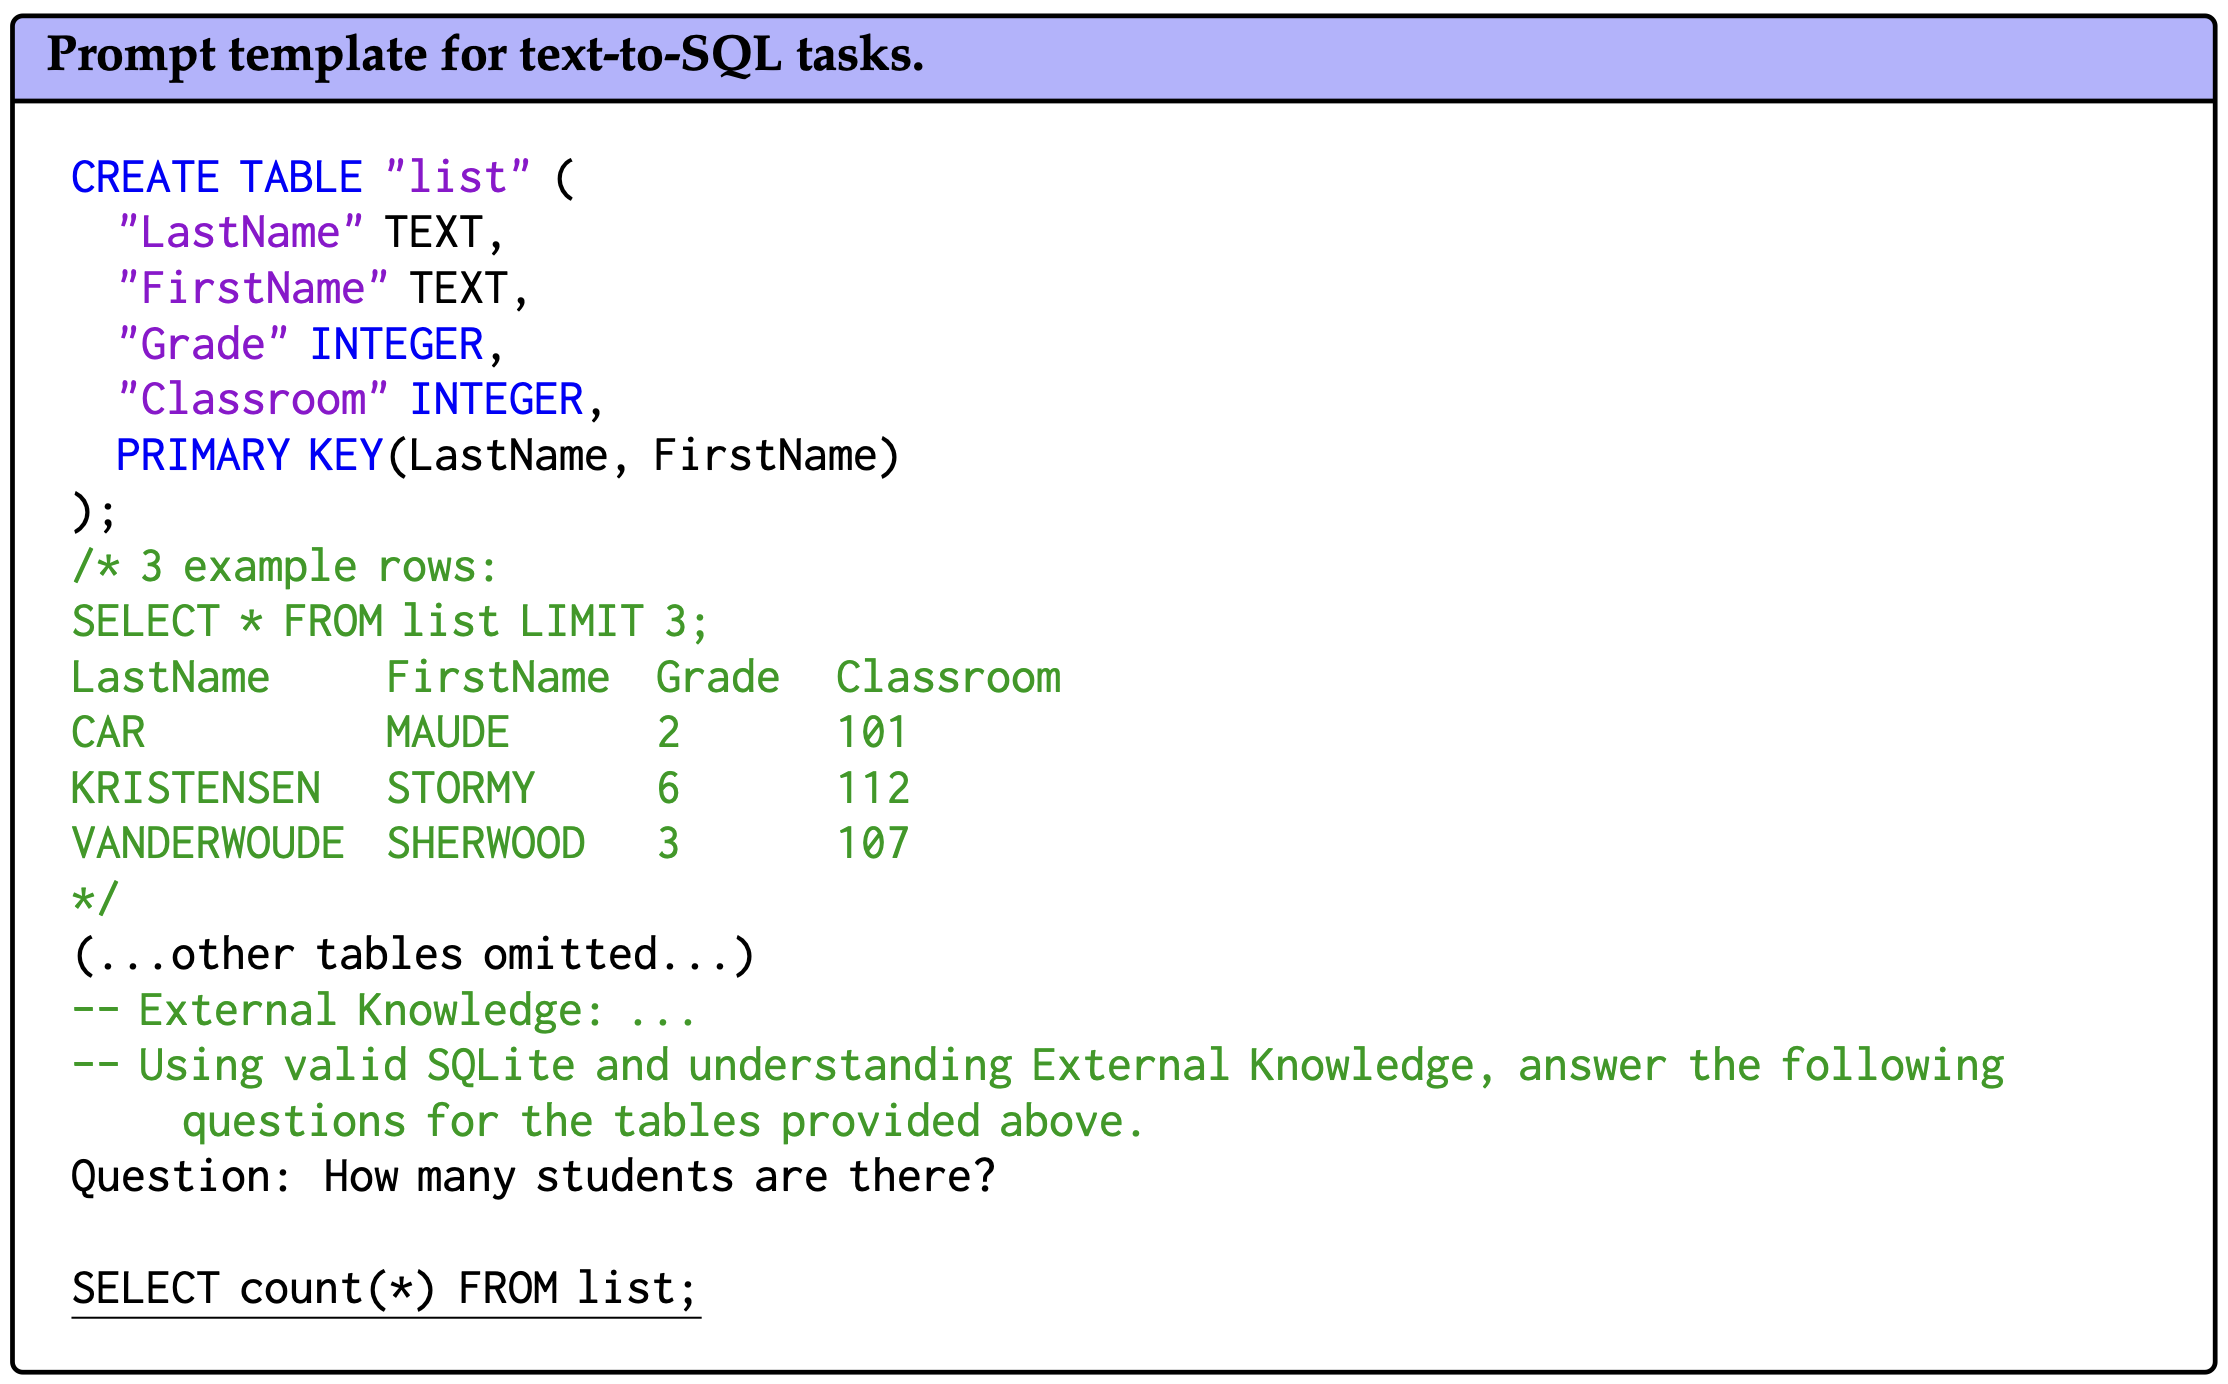 Prompt template for text-to-SQL tasks.
CREATE TABLE "list" (
"LastName" TEXT,
"FirstName" TEXT,
"Grade" INTEGER,
"Classroom" INTEGER,
PRIMARY KEY(LastName, FirstName)
);
/* 3 example rows:
SELECT * FROM list LIMIT 3;
LastName FirstName Grade Classroom
CAR MAUDE 2 101
KRISTENSEN STORMY 6 112
VANDERWOUDE SHERWOOD 3 107
*/
(...other tables omitted...)
-- External Knowledge: ...
-- Using valid SQLite and understanding External Knowledge, answer the following
questions for the tables provided above.
Question: How many students are there?
SELECT count(*) FROM list;